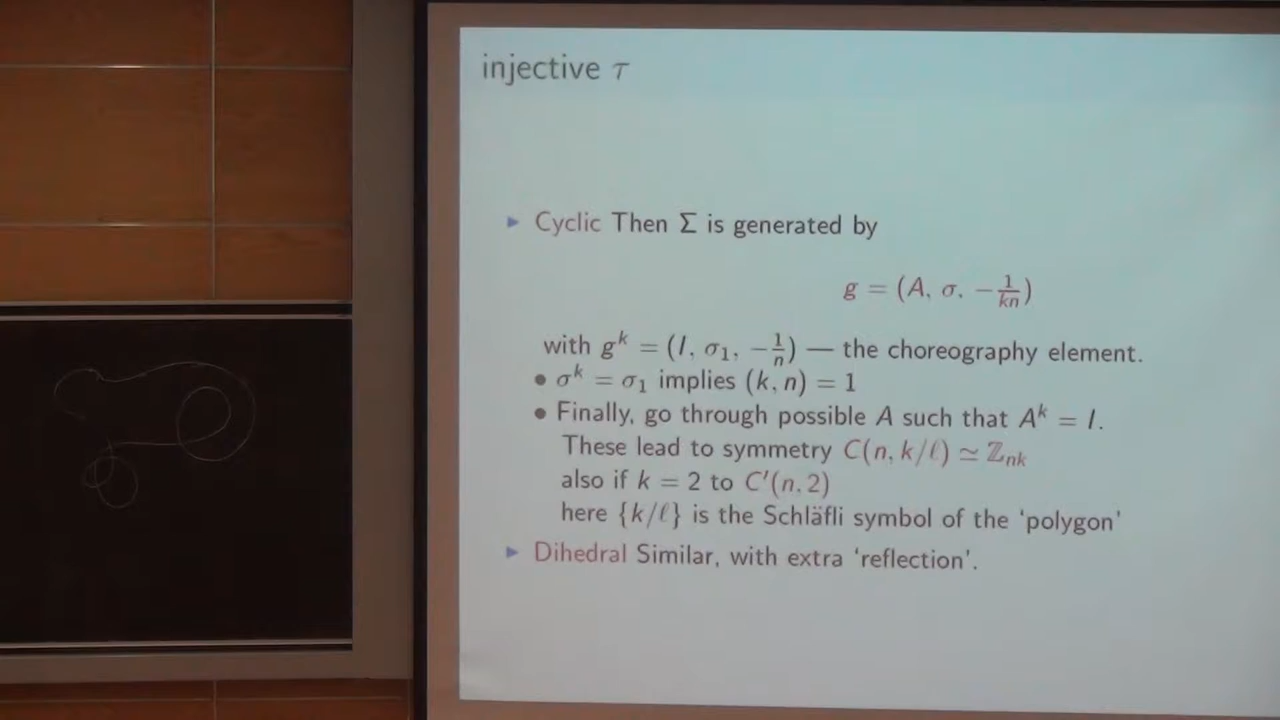 injective τ
▶ Cyclic Then Σ is generated by
g = (A, σ, −1/kn)
with g^k = (I, σ₁, −1/n) — the choreography element.
• σ^k = σ₁ implies (k, n) = 1
• Finally, go through possible A such that A^k = I.
These lead to symmetry C(n, k/ℓ) ≃ ℤ_nk
also if k = 2 to C′(n, 2)
here {k/ℓ} is the Schläfli symbol of the ‘polygon’
▶ Dihedral Similar, with extra ‘reflection’.